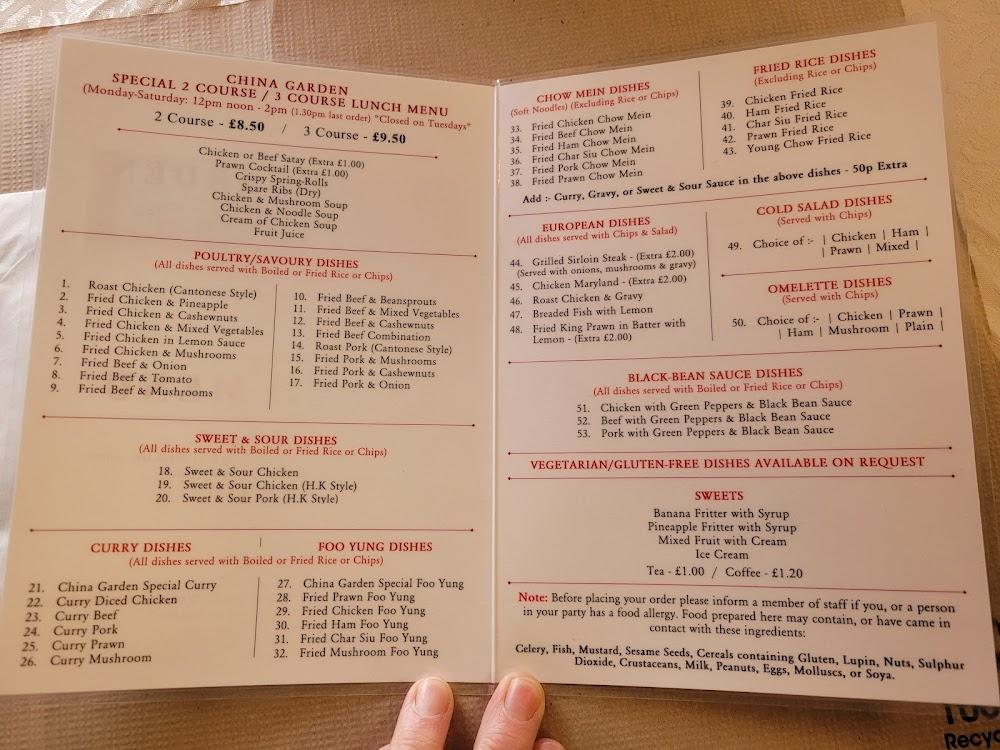 CHINA GARDEN
SPECIAL 2 COURSE / 3 COURSE LUNCH MENU
(Monday-Saturday: 12pm noon - 2pm (1.30pm last order) *Closed on Tuesdays*
2 Course - £8.50 / 3 Course - £9.50
Chicken or Beef Satay (Extra £1.00)
Prawn Cocktail (Extra £1.00)
Crispy Spring-Rolls
Spare Ribs (Dry)
Chicken & Mushroom Soup
Chicken & Noodle Soup
Cream of Chicken Soup
Fruit Juice
POULTRY/SAVOURY DISHES
(All dishes served with Boiled or Fried Rice or Chips)
1. Roast Chicken (Cantonese Style)
2. Fried Chicken & Pineapple
3. Fried Chicken & Cashewnuts
4. Fried Chicken & Mixed Vegetables
5. Fried Chicken in Lemon Sauce
6. Fried Chicken & Mushrooms
7. Fried Beef & Onion
8. Fried Beef & Tomato
9. Fried Beef & Mushrooms
10. Fried Beef & Beansprouts
11. Fried Beef & Mixed Vegetables
12. Fried Beef & Cashewnuts
13. Fried Beef Combination
14. Roast Pork (Cantonese Style)
15. Fried Pork & Mushrooms
16. Fried Pork & Cashewnuts
17. Fried Pork & Onion
SWEET & SOUR DISHES
(All dishes served with Boiled or Fried Rice or Chips)
18. Sweet & Sour Chicken
19. Sweet & Sour Chicken (H.K Style)
20. Sweet & Sour Pork (H.K Style)
CURRY DISHES | FOO YUNG DISHES
(All dishes served with Boiled or Fried Rice or Chips)
21. China Garden Special Curry
22. Curry Diced Chicken
23. Curry Beef
24. Curry Pork
25. Curry Prawn
26. Curry Mushroom
27. China Garden Special Foo Yung
28. Fried Prawn Foo Yung
29. Fried Chicken Foo Yung
30. Fried Ham Foo Yung
31. Fried Char Siu Foo Yung
32. Fried Mushroom Foo Yung
CHOW MEIN DISHES
(Soft Noodles) (Excluding Rice or Chips)
33. Fried Chicken Chow Mein
34. Fried Beef Chow Mein
35. Fried Ham Chow Mein
36. Fried Char Siu Chow Mein
37. Fried Pork Chow Mein
38. Fried Prawn Chow Mein
FRIED RICE DISHES
(Excluding Rice or Chips)
39. Chicken Fried Rice
40. Ham Fried Rice
41. Char Siu Fried Rice
42. Prawn Fried Rice
43. Young Chow Fried Rice
Add :- Curry, Gravy, or Sweet & Sour Sauce in the above dishes - 50p Extra
EUROPEAN DISHES
(All dishes served with Chips & Salad)
44. Grilled Sirloin Steak - (Extra £2.00)
(Served with onions, mushrooms & gravy)
45. Chicken Maryland - (Extra £2.00)
46. Roast Chicken & Gravy
47. Breaded Fish with Lemon
48. Fried King Prawn in Batter with
Lemon - (Extra £2.00)
COLD SALAD DISHES
(Served with Chips)
49. Choice of :- | Chicken | Ham |
| Prawn | Mixed |
OMELETTE DISHES
(Served with Chips)
50. Choice of :- | Chicken | Prawn |
| Ham | Mushroom | Plain |
BLACK-BEAN SAUCE DISHES
(All dishes served with Boiled or Fried Rice or Chips)
51. Chicken with Green Peppers & Black Bean Sauce
52. Beef with Green Peppers & Black Bean Sauce
53. Pork with Green Peppers & Black Bean Sauce
VEGETARIAN/GLUTEN-FREE DISHES AVAILABLE ON REQUEST
SWEETS
Banana Fritter with Syrup
Pineapple Fritter with Syrup
Mixed Fruit with Cream
Ice Cream
Tea - £1.00 / Coffee - £1.20
Note: Before placing your order please inform a member of staff if you, or a person
in your party has a food allergy. Food prepared here may contain, or have came in
contact with these ingredients:
Celery, Fish, Mustard, Sesame Seeds, Cereals containing Gluten, Lupin, Nuts, Sulphur
Dioxide, Crustaceans, Milk, Peanuts, Eggs, Molluscs, or Soya.